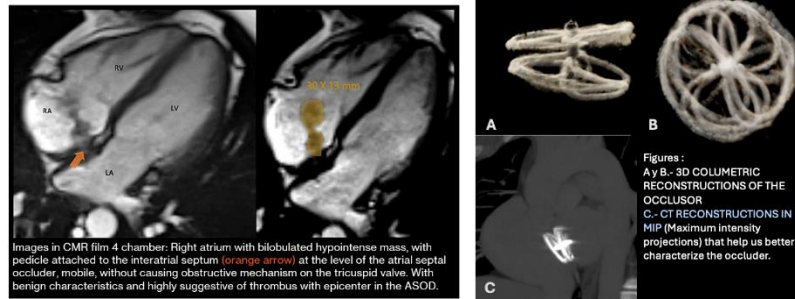 RV
RA
LV
LA
30 X 19 mm
Images in CMR film 4 chamber: Right atrium with bilobulated hypointense mass, with
pedicle attached to the interatrial septum (orange arrow) at the level of the atrial septal
occluder, mobile, without causing obstructive mechanism on the tricuspid valve. With
benign characteristics and highly suggestive of thrombus with epicenter in the ASOD.
A
B
C
Figures :
A y B.- 3D COLUMETRIC
RECONSTRUCTIONS OF THE
OCCLUSOR
C.- CT RECONSTRUCTIONS IN
MIP (Maximum intensity
projections) that help us better
characterize the occluder.